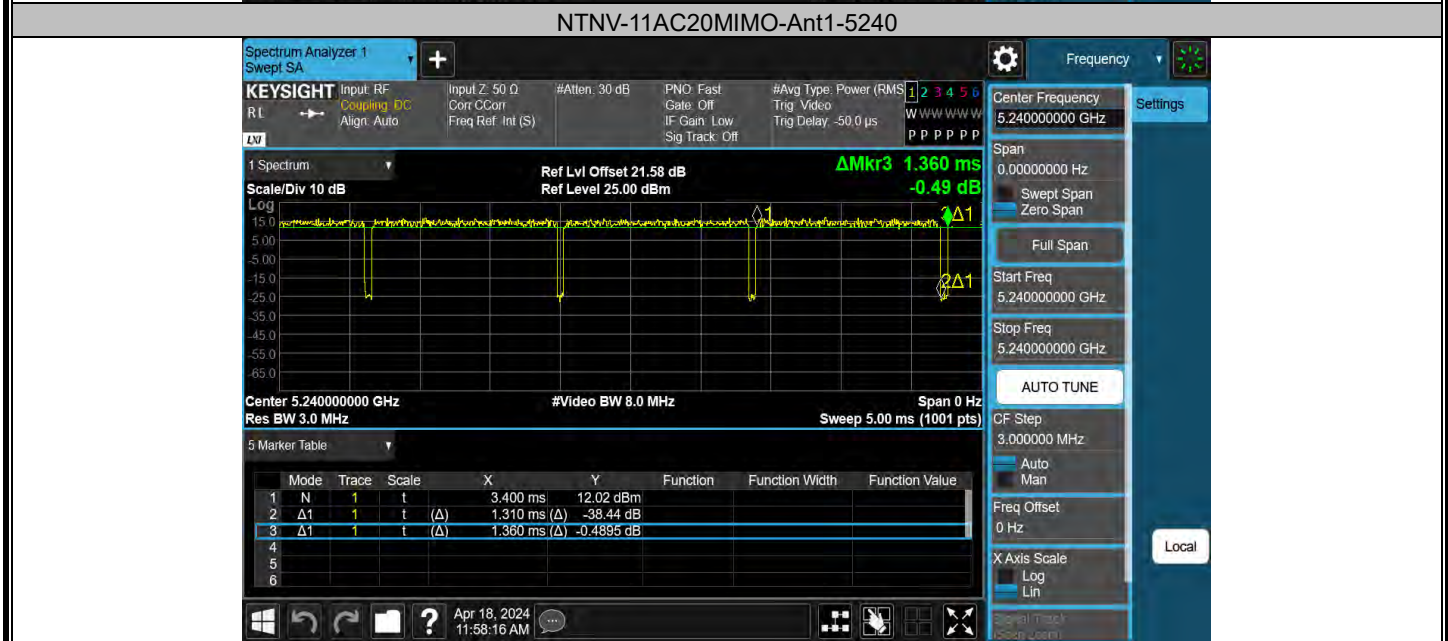 NTNV-11AC20MIMO-Ant1-5240
Spectrum Analyzer 1
Swept SA
+
Frequency
KEYSIGHT
RL
LXI
Input: RF
Coupling: DC
Align: Auto
Input Z: 50 Ω
Corr CCorr
Freq Ref: Int (S)
#Atten: 30 dB
PNO: Fast
Gate: Off
IF Gain: Low
Sig Track: Off
#Avg Type: Power (RMS
Trig: Video
Trig Delay: -50.0 µs
1 2 3 4 5 6
W W W W W W
P P P P P P
1 Spectrum
Scale/Div 10 dB
Ref Lvl Offset 21.58 dB
Ref Level 25.00 dBm
ΔMkr3 1.360 ms
-0.49 dB
Log
15.0
5.00
-5.00
-15.0
-25.0
-35.0
-45.0
-55.0
-65.0
1
Δ1
2Δ1
Center 5.240000000 GHz
#Video BW 8.0 MHz
Span 0 Hz
Res BW 3.0 MHz
Sweep 5.00 ms (1001 pts)
5 Marker Table
Mode Trace Scale X Y Function Function Width Function Value
1 N 1 t 3.400 ms 12.02 dBm
2 Δ1 1 t (Δ) 1.310 ms (Δ) -38.44 dB
3 Δ1 1 t (Δ) 1.360 ms (Δ) -0.4895 dB
4
5
6
?
Apr 18, 2024
11:58:16 AM
Center Frequency
5.240000000 GHz
Settings
Span
0.00000000 Hz
Swept Span
Zero Span
Full Span
Start Freq
5.240000000 GHz
Stop Freq
5.240000000 GHz
AUTO TUNE
CF Step
3.000000 MHz
Auto
Man
Freq Offset
0 Hz
X Axis Scale
Log
Lin
Signal Track
(Span Zoom)
Local